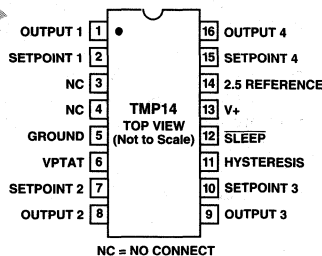 OUTPUT 1 1 16 OUTPUT 4
SETPOINT 1 2 15 SETPOINT 4
NC 3 14 2.5 REFERENCE
NC 4 TMP14 13 V+
TOP VIEW
GROUND 5 (Not to Scale) 12 SLEEP
VPTAT 6 11 HYSTERESIS
SETPOINT 2 7 10 SETPOINT 3
OUTPUT 2 8 9 OUTPUT 3
NC = NO CONNECT